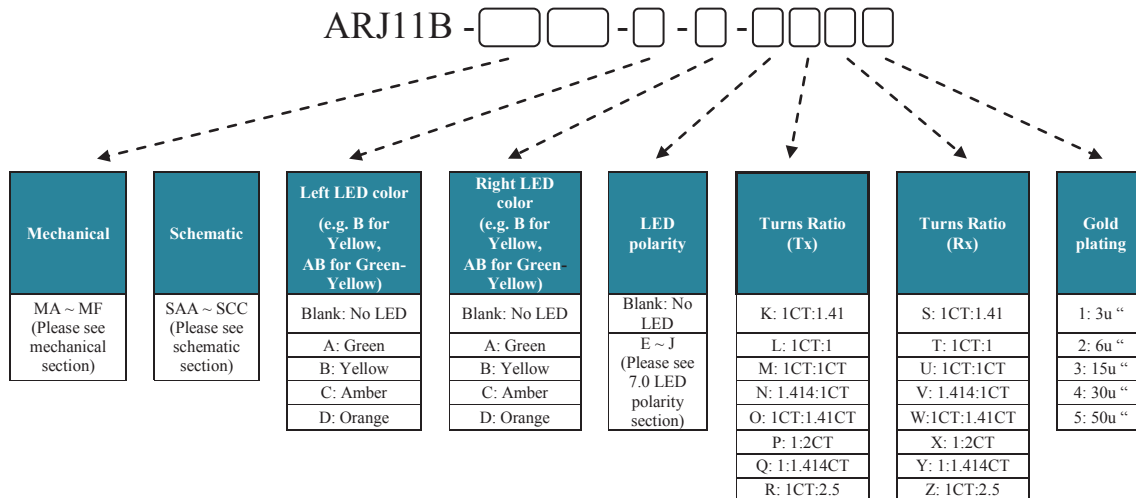 ARJ11B - - - -
Mechanical
MA ~ MF
(Please see
mechanical
section)
Schematic
SAA ~ SCC
(Please see
schematic
section)
Left LED color
(e.g. B for
Yellow,
AB for Green-
Yellow)
Blank: No LED
A: Green
B: Yellow
C: Amber
D: Orange
Right LED
color
(e.g. B for
Yellow,
AB for Green-
Yellow)
Blank: No LED
A: Green
B: Yellow
C: Amber
D: Orange
LED
polarity
Blank: No
LED
E ~ J
(Please see
7.0 LED
polarity
section)
Turns Ratio
(Tx)
K: 1CT:1.41
L: 1CT:1
M: 1CT:1CT
N: 1.414:1CT
O: 1CT:1.41CT
P: 1:2CT
Q: 1:1.414CT
R: 1CT:2.5
Turns Ratio
(Rx)
S: 1CT:1.41
T: 1CT:1
U: 1CT:1CT
V: 1.414:1CT
W:1CT:1.41CT
X: 1:2CT
Y: 1:1.414CT
Z: 1CT:2.5
Gold
plating
1: 3u “
2: 6u “
3: 15u “
4: 30u “
5: 50u “